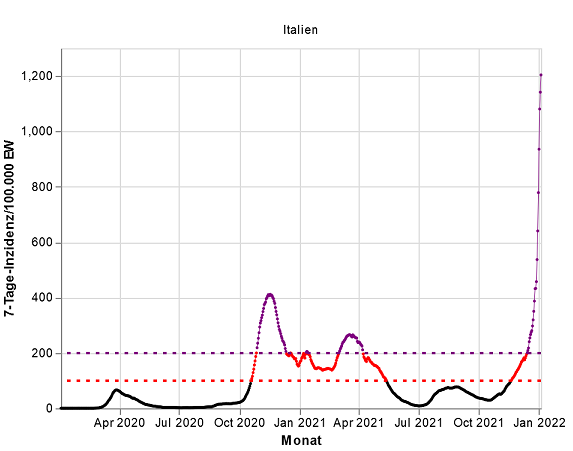 Italien
7-Tage-Inzidenz/100.000 EW
1,200
1,000
800
600
400
200
0
Apr 2020 Jul 2020 Oct 2020 Jan 2021 Apr 2021 Jul 2021 Oct 2021 Jan 2022
Monat